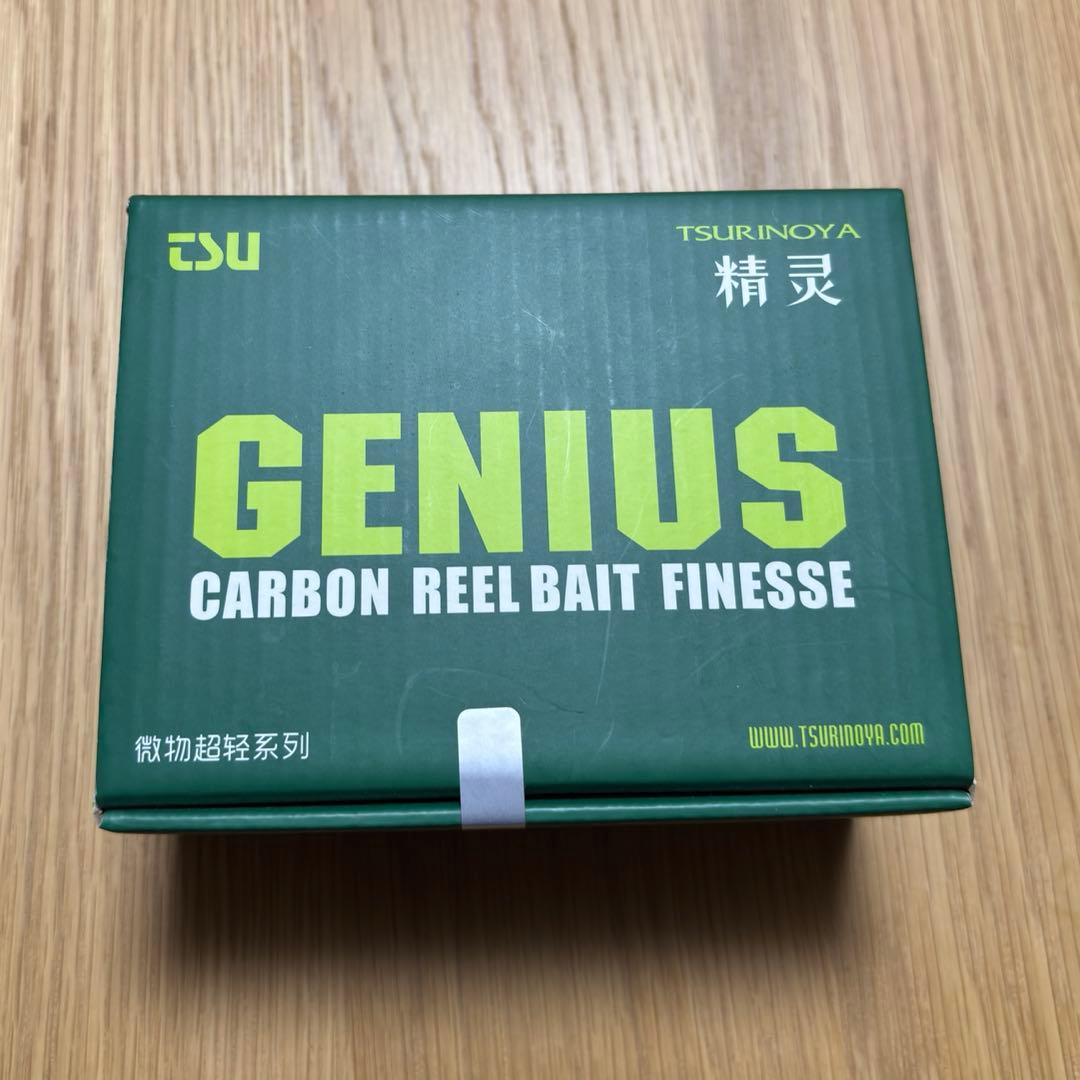 TSU
TSURINOYA
精灵
GENIUS
CARBON REEL BAIT FINESSE
微物超轻系列
WWW.TSURINOYA.COM